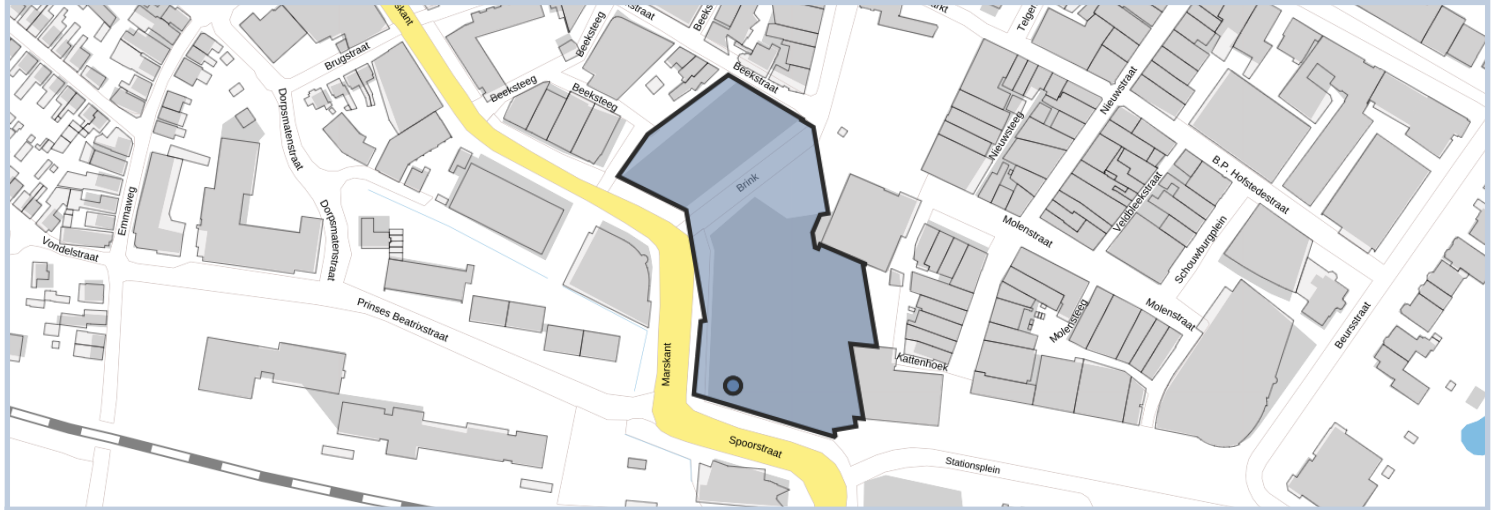 Brugstraat
Beeksteeg
Beekstraat
Beeksteeg
Beeksteeg
Dorpsmatenstraat
Nieuwstraat
Nieuwsteeg
B.P. Hofstedestraat
Brink
Veldbleekstraat
Emmaweg
Dorpsmatenstraat
Molenstraat
Schouwburgplein
Vondelstraat
Prinses Beatrixstraat
Molensteeg
Molenstraat
Beursstraat
Marskant
Kattenhoek
Spoorstraat
Stationsplein